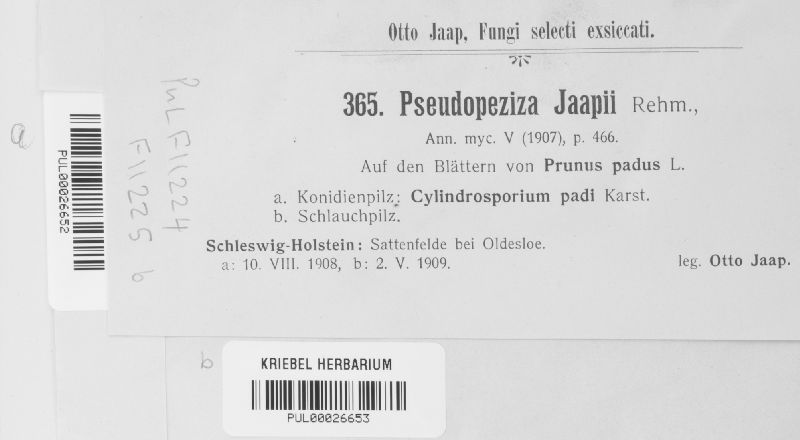 Otto Jaap, Fungi selecti exsiccati.
365. Pseudopeziza Jaapii Rehm.,
Ann. myc. V (1907), p. 466.
Auf den Blättern von Prunus padus L.
a. Konidienpilz: Cylindrosporium padi Karst.
b. Schlauchpilz.
Schleswig-Holstein: Sattenfelde bei Oldesloe.
a: 10. VIII. 1908, b: 2. V. 1909.
leg. Otto Jaap.
PUL F11224
F11225 b
a
PUL00026652
b
KRIEBEL HERBARIUM
PUL00026653